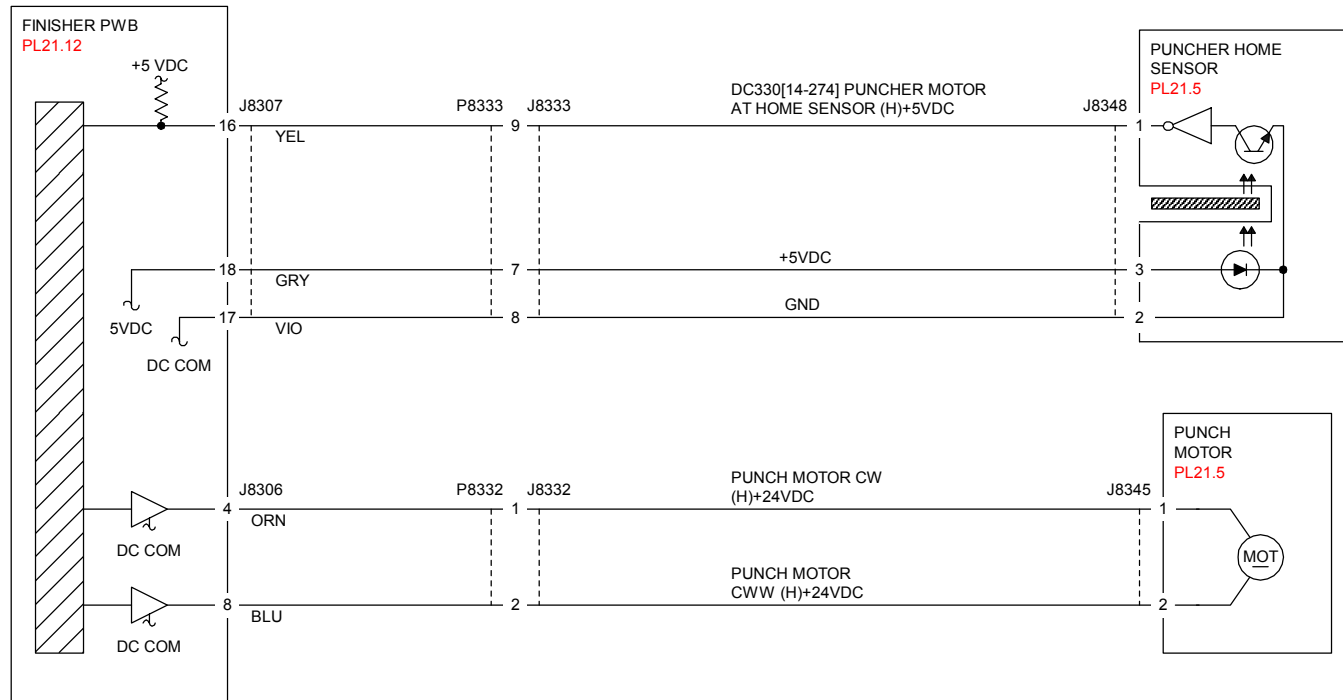 FINISHER PWB
PL21.12
+5 VDC
J8307
P8333
J8333
DC330[14-274] PUNCHER MOTOR
AT HOME SENSOR (H)+5VDC
J8348
PUNCHER HOME
SENSOR
PL21.5
16
YEL
9
1
18
GRY
7
+5VDC
3
5VDC
17
VIO
8
GND
2
DC COM
J8306
P8332
J8332
PUNCH MOTOR CW
(H)+24VDC
J8345
PUNCH
MOTOR
PL21.5
4
ORN
1
1
DC COM
MOT
8
BLU
2
PUNCH MOTOR
CWW (H)+24VDC
2
DC COM